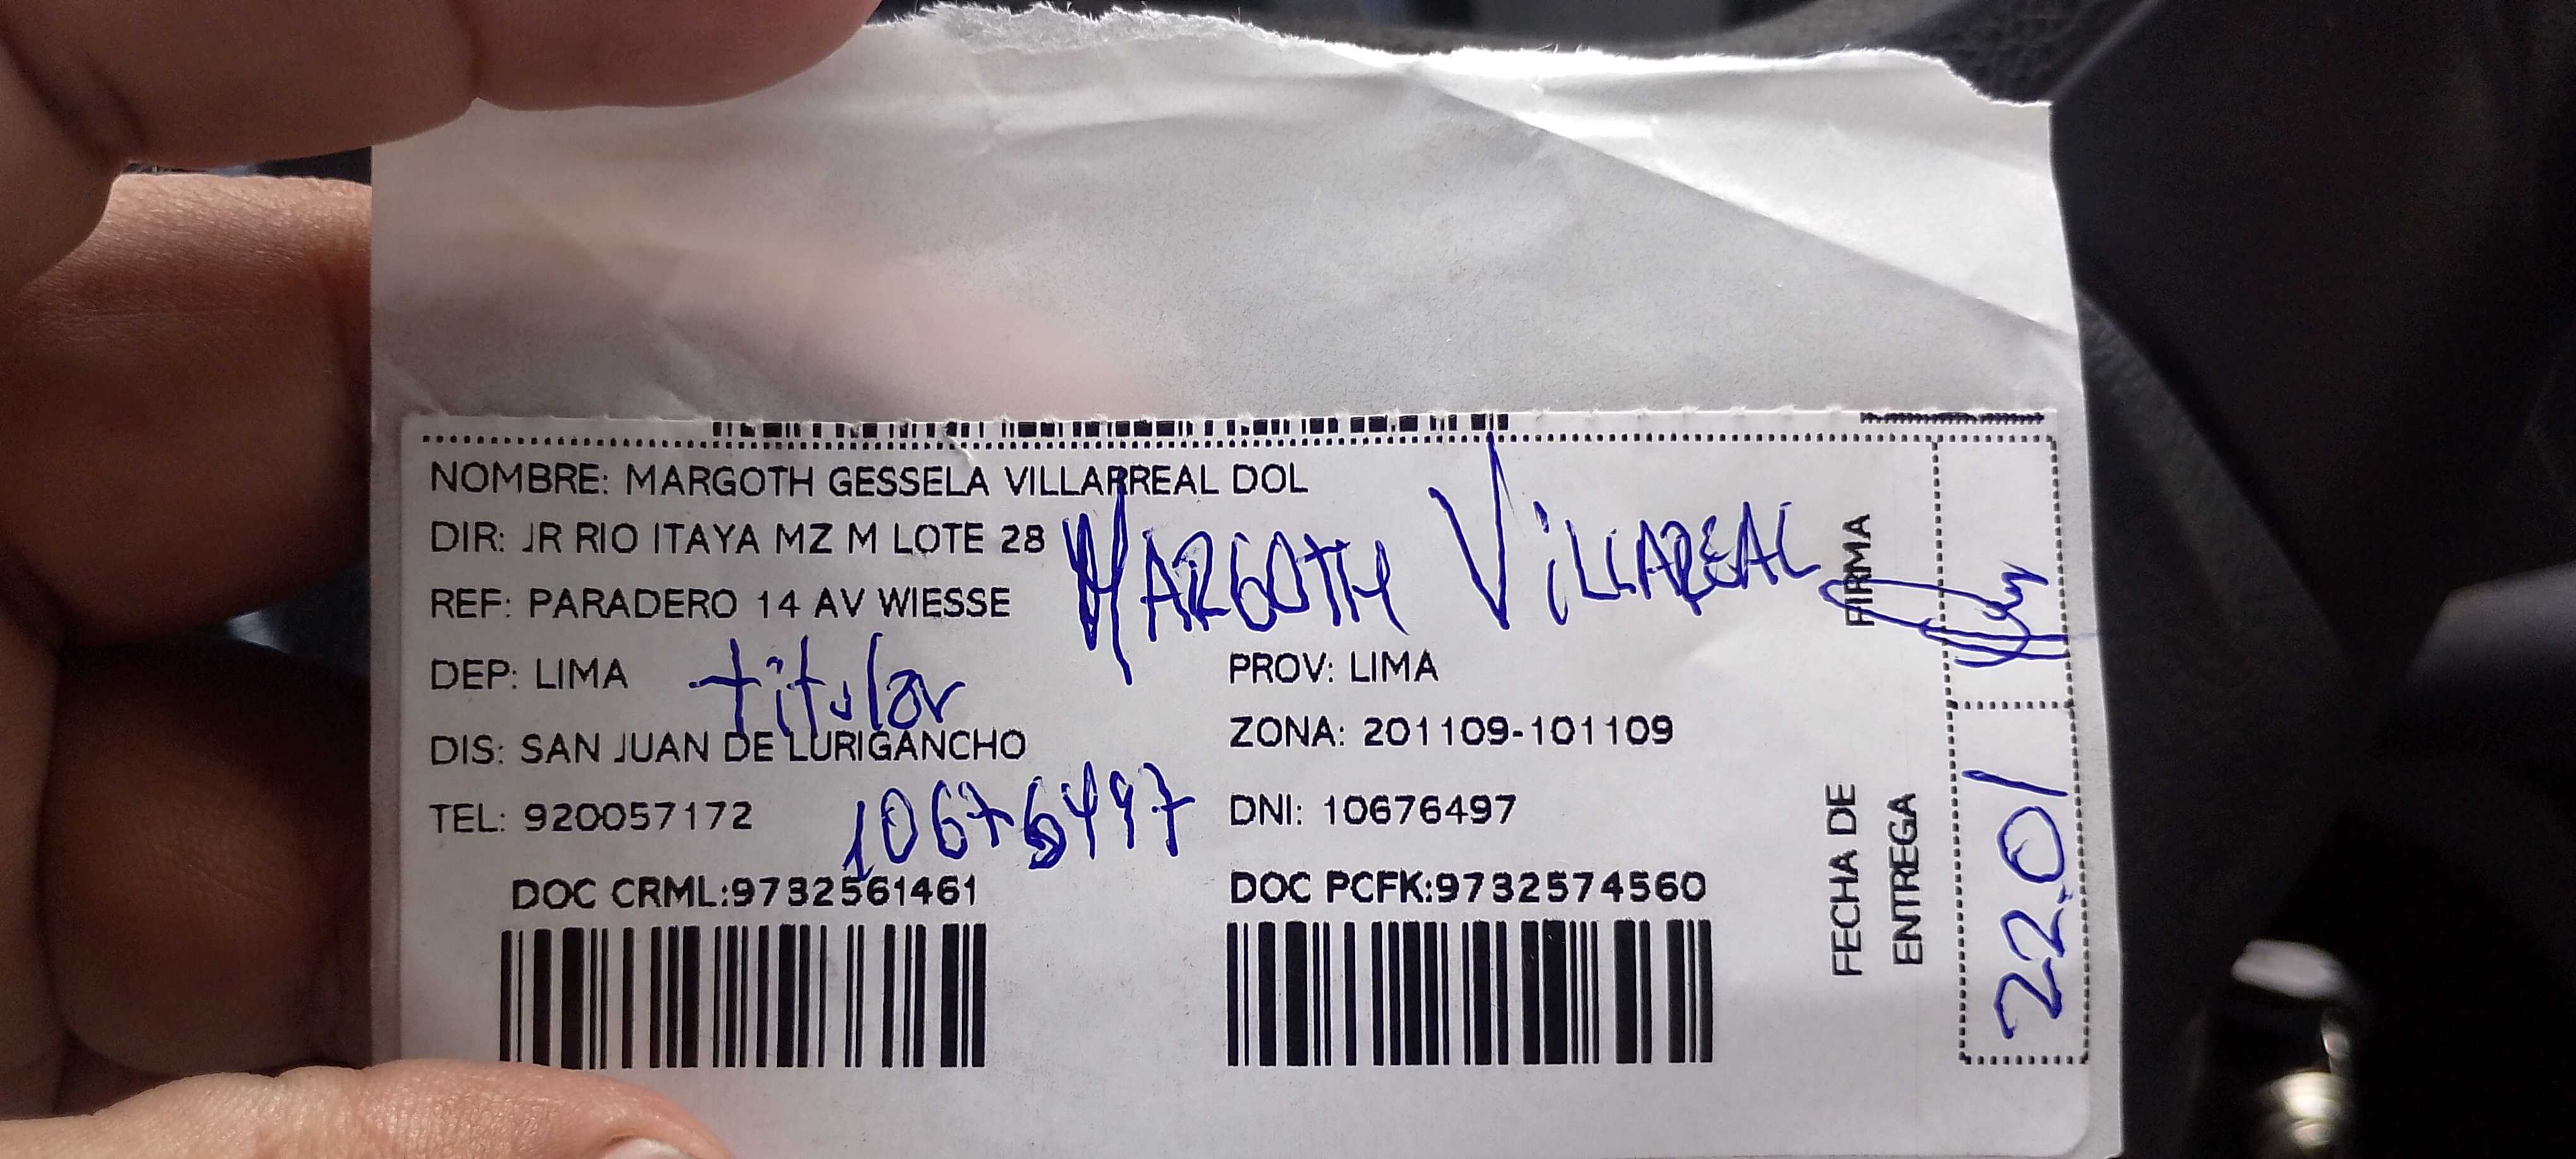 NOMBRE: MARGOTH GESSELA VILLARREAL DOL
DIR: JR RIO ITAYA MZ M LOTE 28
MARGOTH VILLAREAL
REF: PARADERO 14 AV WIESSE
FIRMA
DEP: LIMA
titular
PROV: LIMA
DIS: SAN JUAN DE LURIGANCHO
ZONA: 201109-101109
TEL: 920057172
10676497
DNI: 10676497
DOC CRML:9732561461
DOC PCFK:9732574560
FECHA DE
ENTREGA
22.01